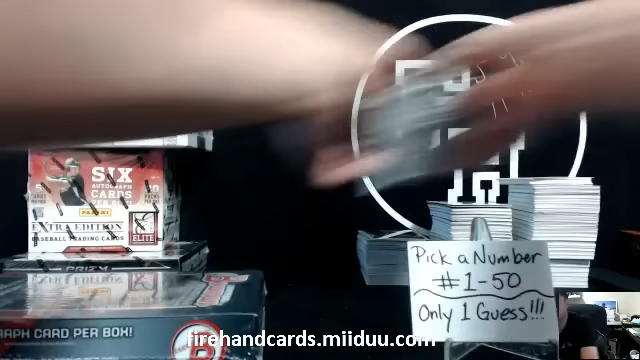 SIX
AUTOGRAPH
CARDS
PANINI
EXTRA EDITION
BASEBALL TRADING CARDS
ELITE
PRIZM
GRAPH CARD PER BOX!
Pick a Number
#1-50
Only 1 Guess!!!
firehandcards.miiduu.com